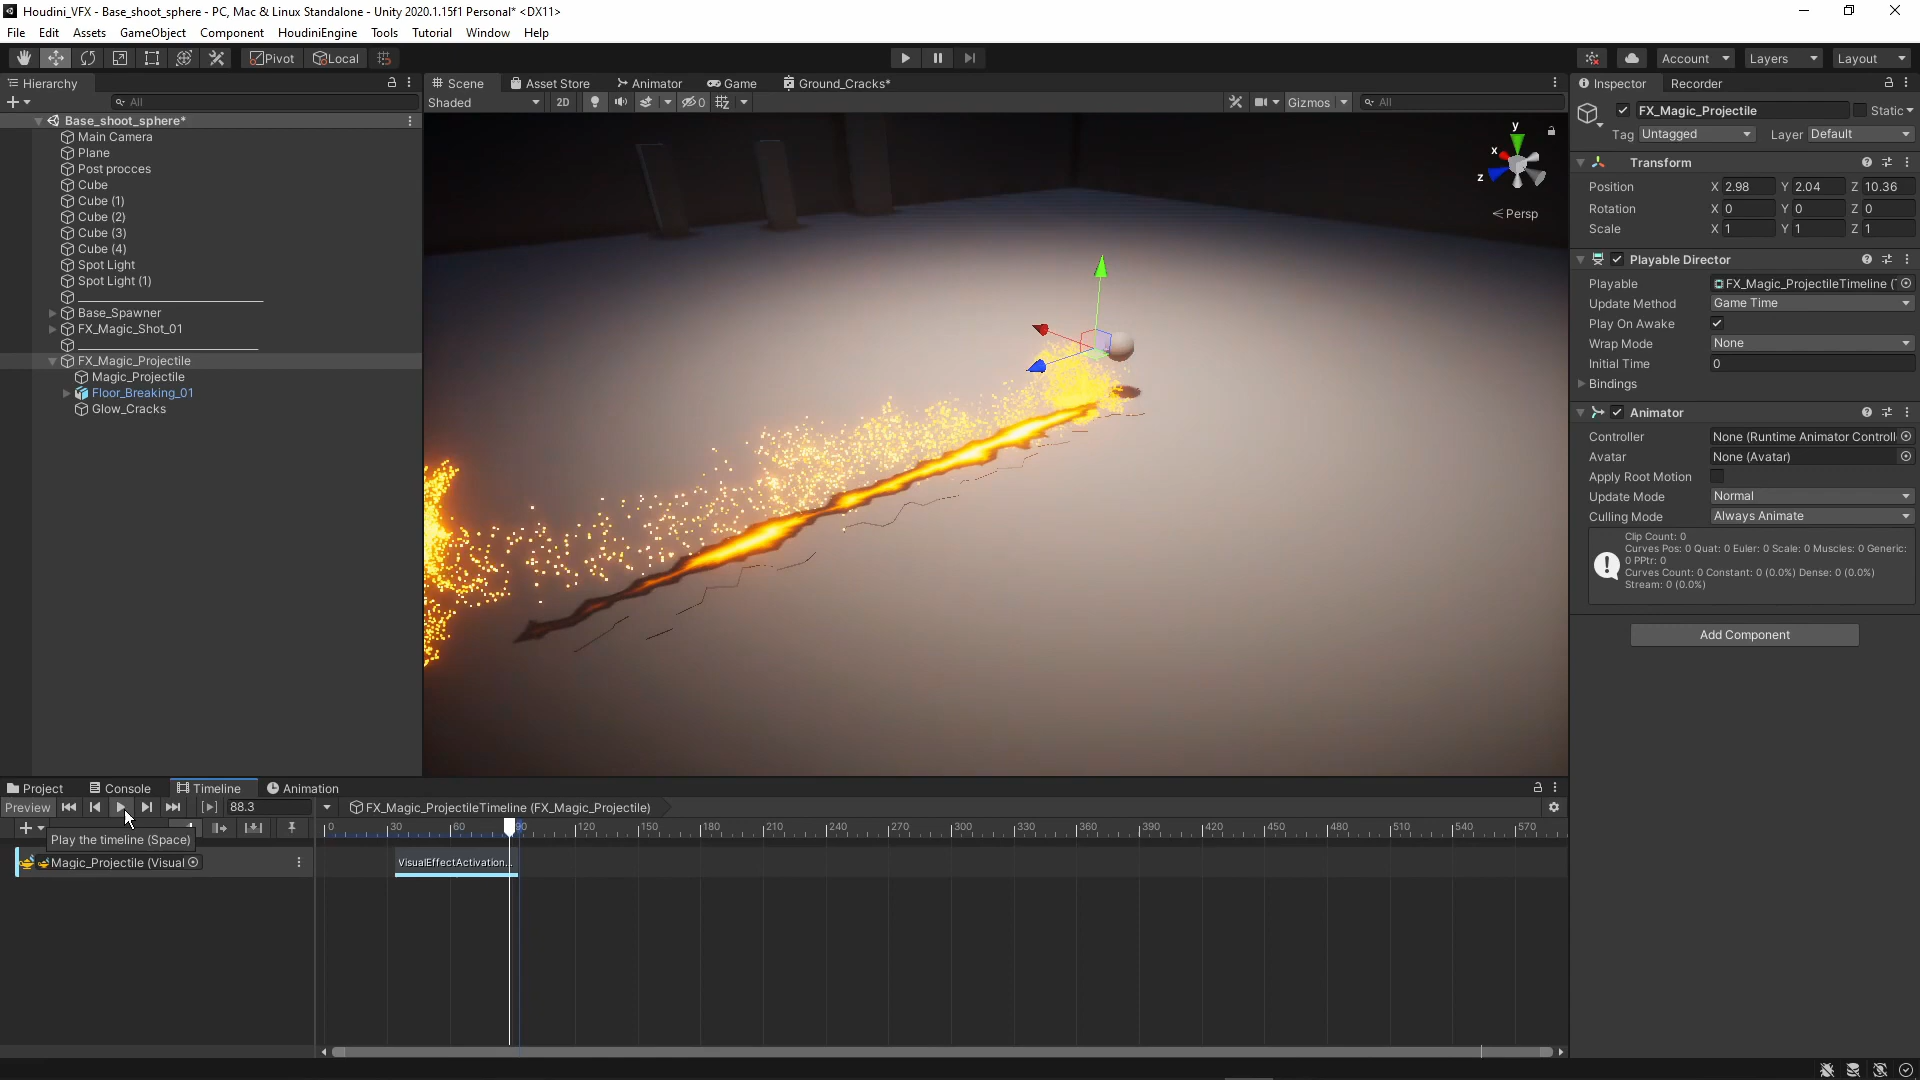 Houdini_VFX - Base_shoot_sphere - PC, Mac & Linux Standalone - Unity 2020.1.15f1 Personal* <DX11>
File Edit Assets GameObject Component HoudiniEngine Tools Tutorial Window Help
Pivot Local Account Layers Layout
Hierarchy
All
Base_shoot_sphere*
Main Camera
Plane
Post procces
Cube
Cube (1)
Cube (2)
Cube (3)
Cube (4)
Spot Light
Spot Light (1)
Base_Spawner
FX_Magic_Shot_01
FX_Magic_Projectile
Magic_Projectile
Floor_Breaking_01
Glow_Cracks
Scene Asset Store Animator Game Ground_Cracks*
Shaded 2D 0 Gizmos All
y
x
z
Persp
Inspector Recorder
FX_Magic_Projectile Static
Tag Untagged Layer Default
Transform
Position X 2.98 Y 2.04 Z 10.36
Rotation X 0 Y 0 Z 0
Scale X 1 Y 1 Z 1
Playable Director
Playable FX_Magic_ProjectileTimeline (
Update Method Game Time
Play On Awake
Wrap Mode None
Initial Time 0
Bindings
Animator
Controller None (Runtime Animator Controll
Avatar None (Avatar)
Apply Root Motion
Update Mode Normal
Culling Mode Always Animate
Clip Count: 0
Curves Pos: 0 Quat: 0 Euler: 0 Scale: 0 Muscles: 0 Generic:
0 PPtr: 0
Curves Count: 0 Constant: 0 (0.0%) Dense: 0 (0.0%)
Stream: 0 (0.0%)
Add Component
Project Console Timeline Animation
Preview 88.3 FX_Magic_ProjectileTimeline (FX_Magic_Projectile)
0 30 60 90 120 150 180 210 240 270 300 330 360 390 420 450 480 510 540 570
Play the timeline (Space)
Magic_Projectile (Visual VisualEffectActivation...